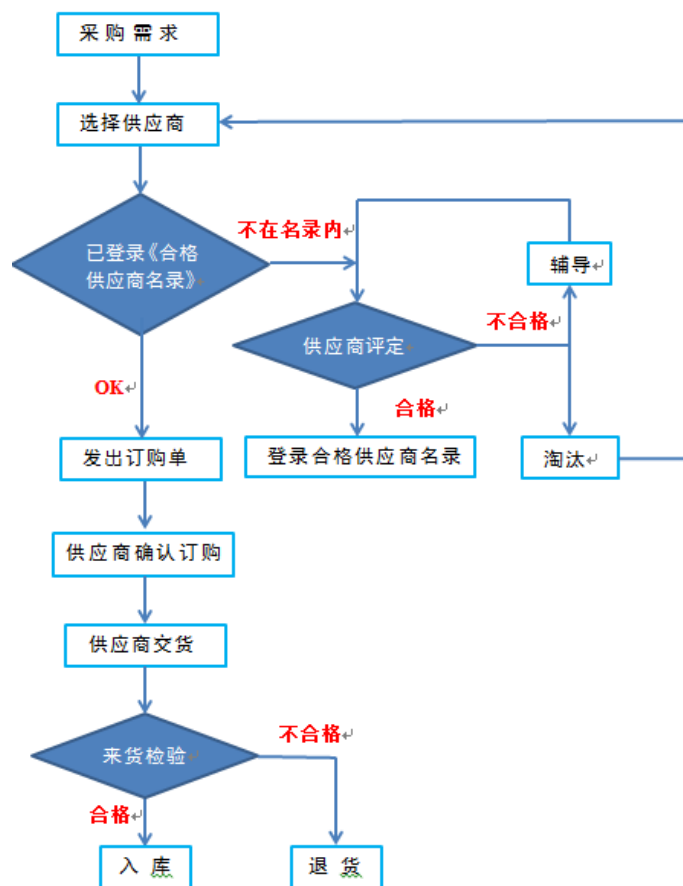 采购需求
选择供应商
不在名录内
已登录《合格
供应商名录》
辅导
不合格
供应商评定
OK
合格
发出订购单
登录合格供应商名录
淘汰
供应商确认订购
供应商交货
不合格
来货检验
合格
入 库
退 货